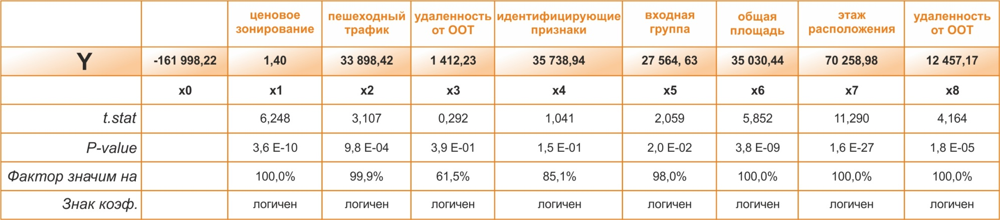 ценовое зонирование	пешеходный трафик	удаленность от ООТ	идентифицирующие признаки	входная группа	общая площадь	этаж расположения	удаленность от ООТ
Y	-161 998,22	1,40	33 898,42	1 412,23	35 738,94	27 564, 63	35 030,44	70 258,98	12 457,17
x0	x1	x2	x3	x4	x5	x6	x7	x8
t.stat	6,248	3,107	0,292	1,041	2,059	5,852	11,290	4,164
P-value	3,6 E-10	9,8 E-04	3,9 E-01	1,5 E-01	2,0 E-02	3,8 E-09	1,6 E-27	1,8 E-05
Фактор значим на	100,0%	99,9%	61,5%	85,1%	98,0%	100,0%	100,0%	100,0%
Знак коэф.	логичен	логичен	логичен	логичен	логичен	логичен	логичен	логичен